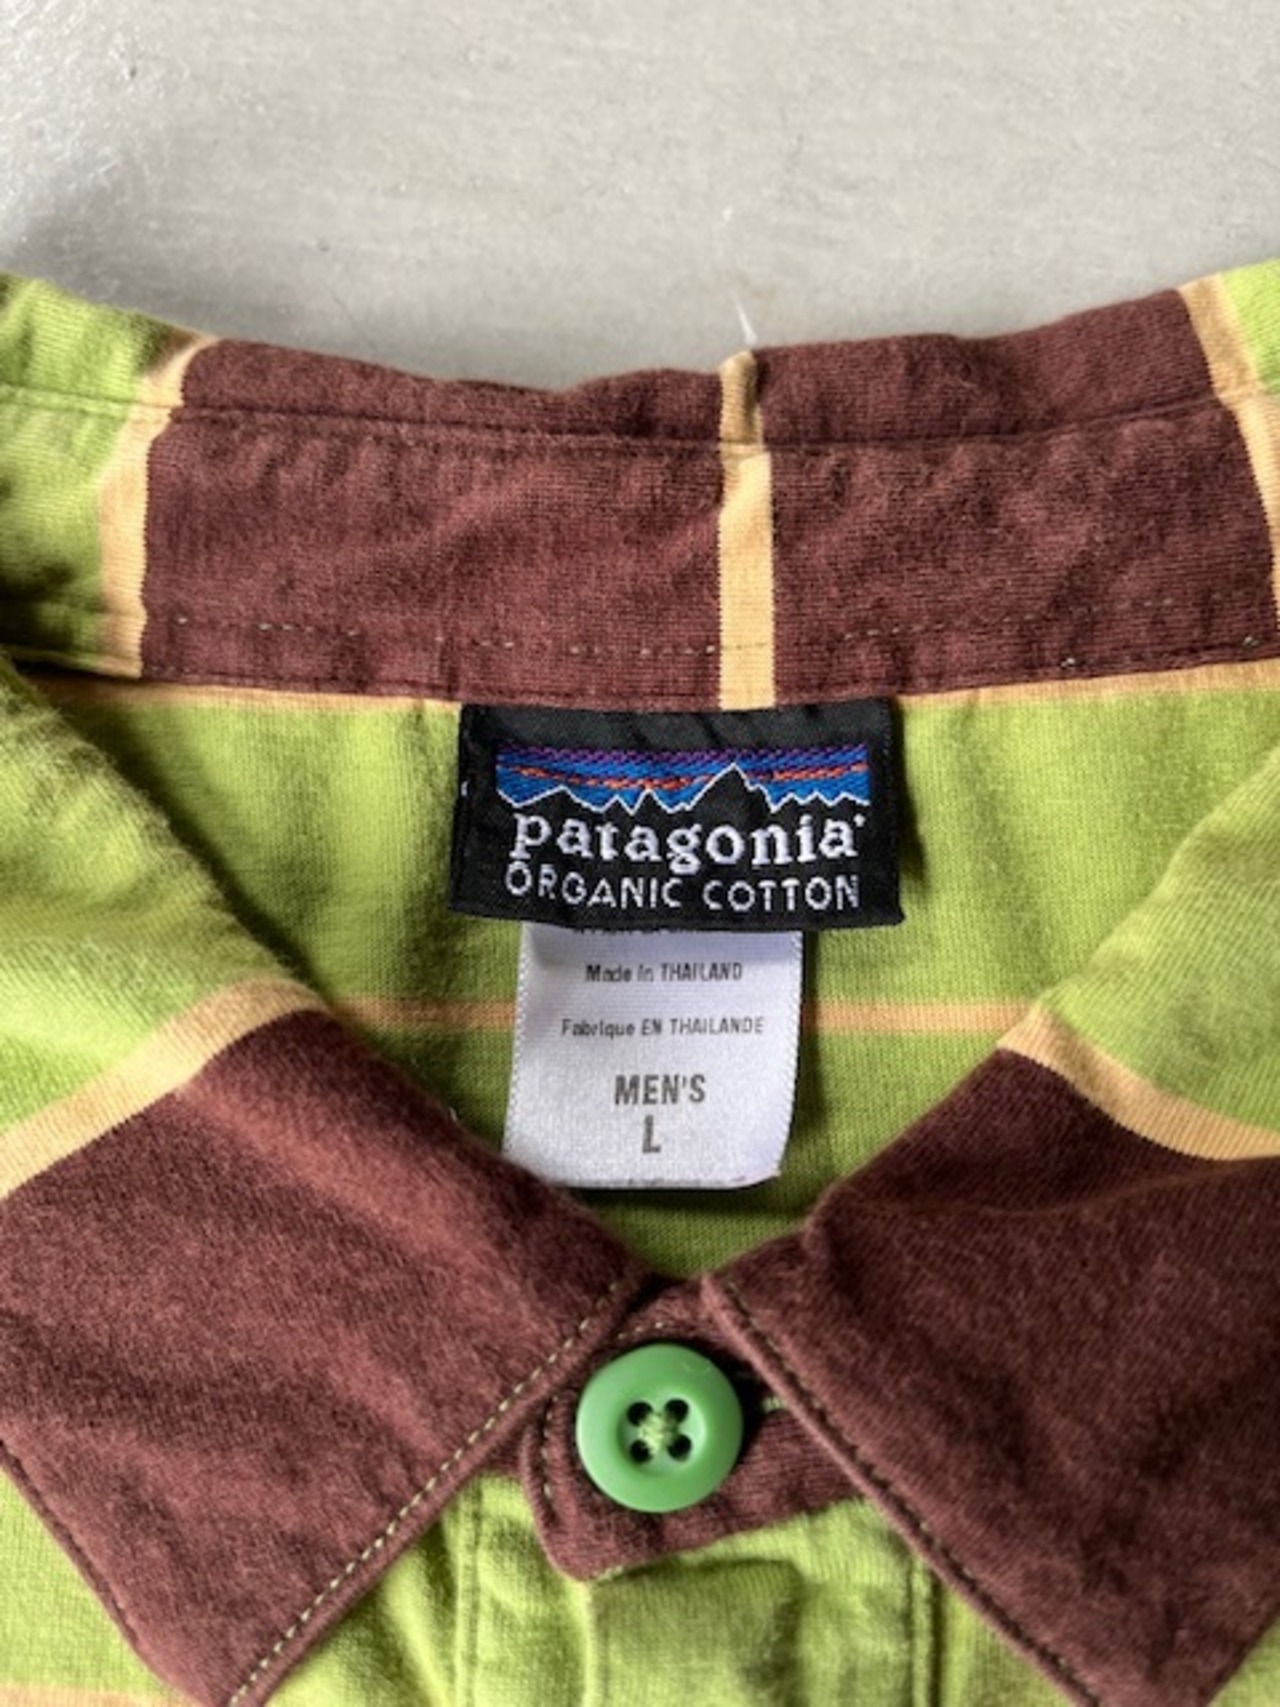 patagonia
ORGANIC COTTON
Made in THAILAND
Fabrique EN THAILANDE
MEN'S
L